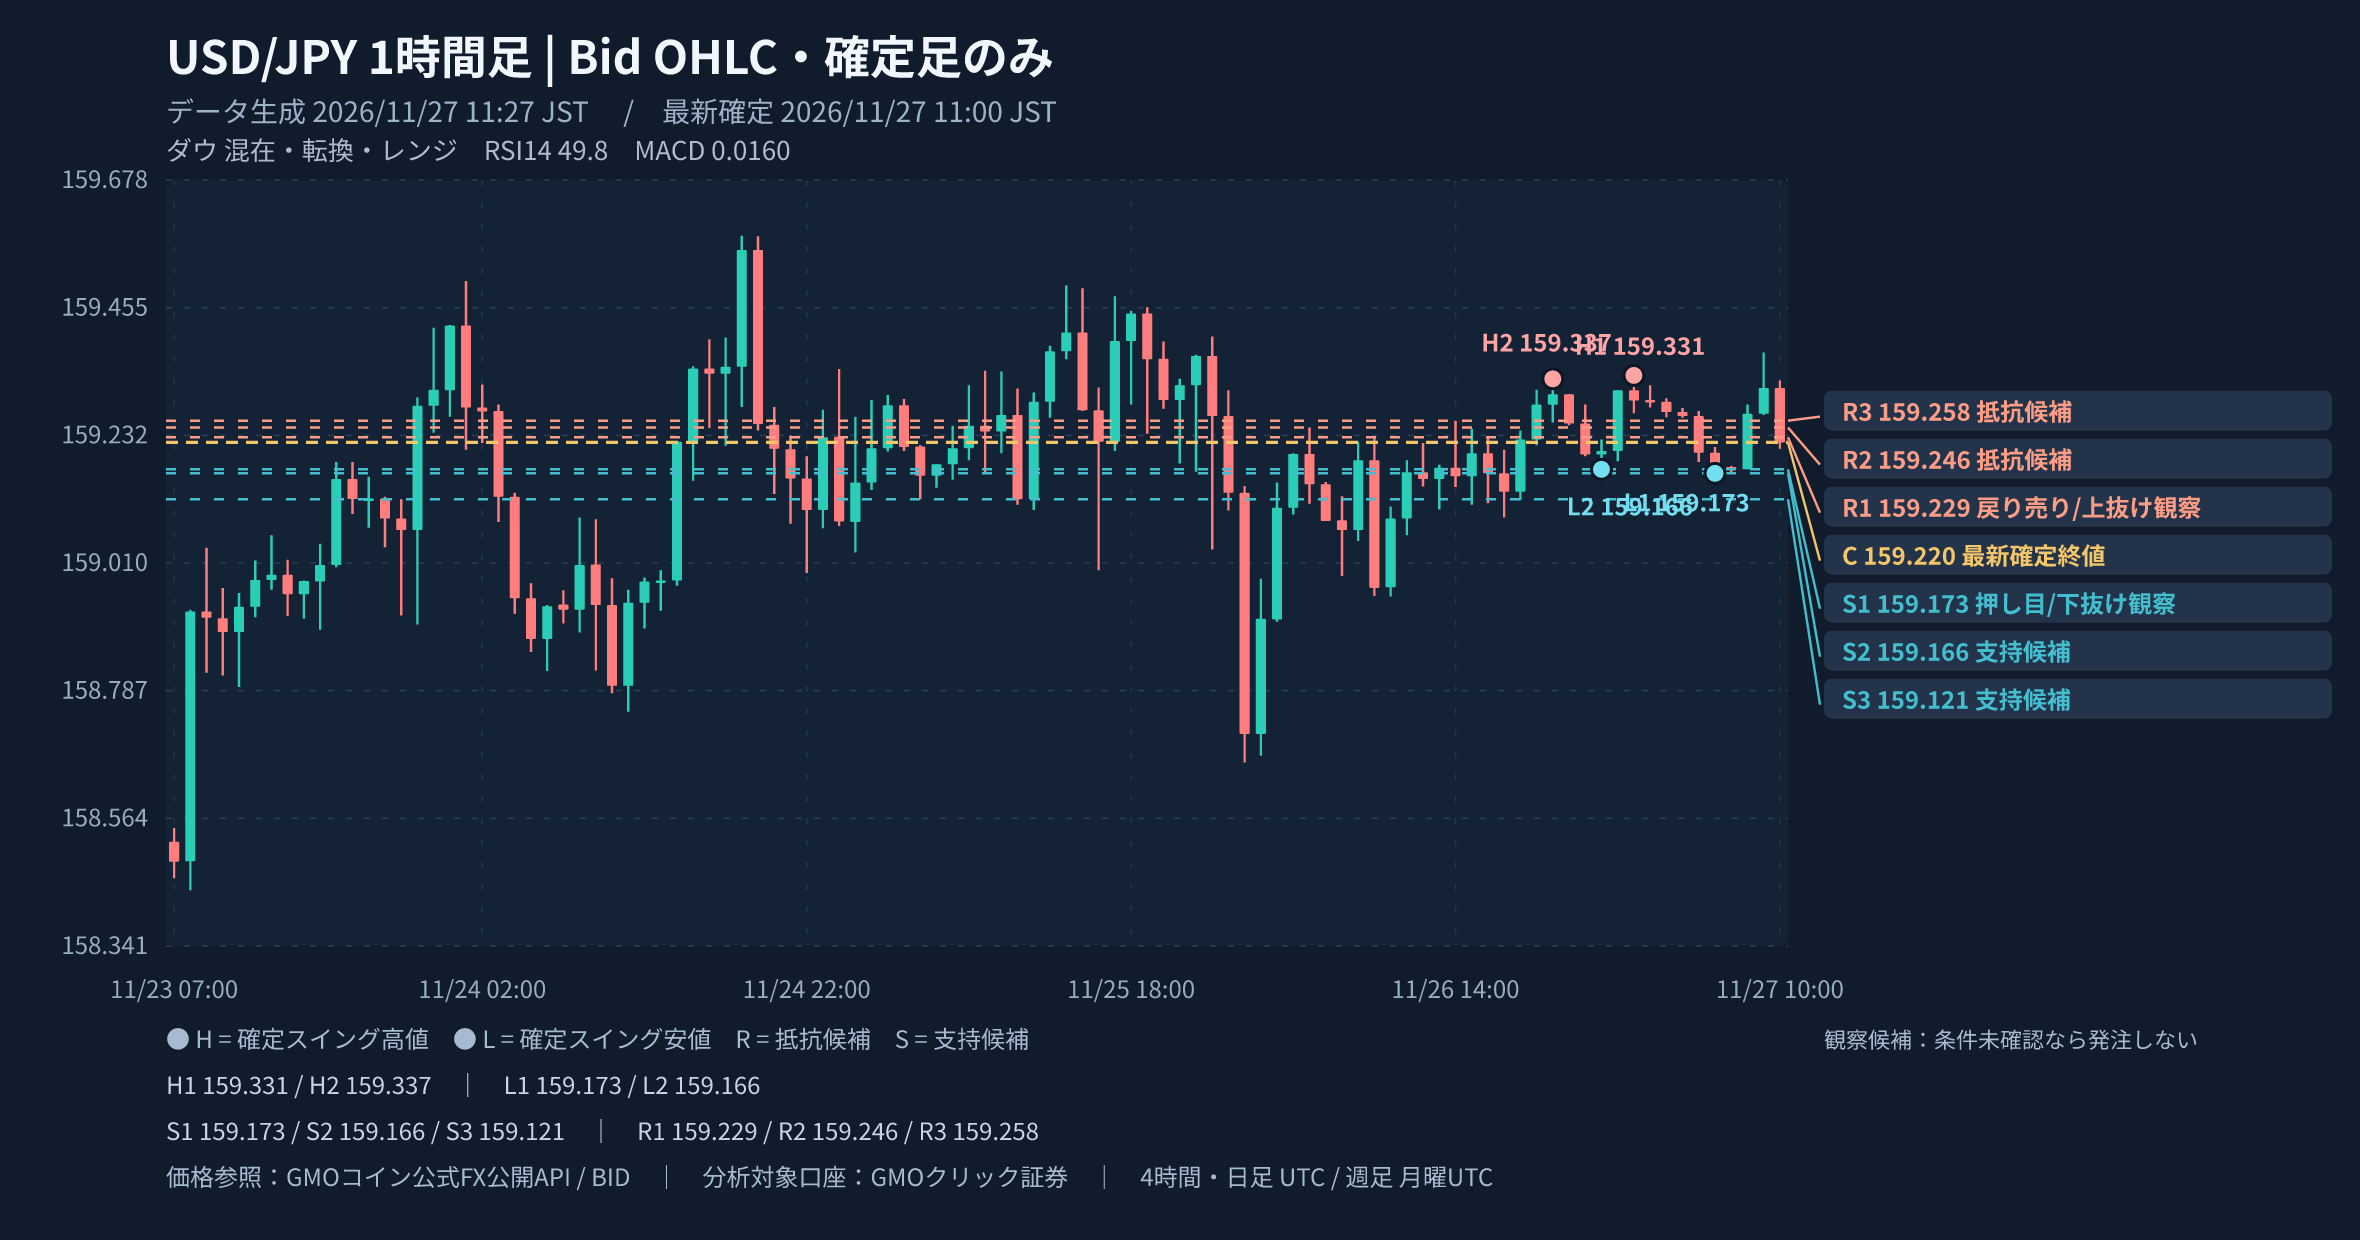 USD/JPY 1時間足 | Bid OHLC・確定足のみ
データ生成 2026/11/27 11:27 JST / 最新確定 2026/11/27 11:00 JST
ダウ 混在・転換・レンジ RSI14 49.8 MACD 0.0160
159.678
159.455
159.232
159.010
158.787
158.564
158.341
H2 159.337
H1 159.331
L2 159.166
L1 159.173
R3 159.258 抵抗候補
R2 159.246 抵抗候補
R1 159.229 戻り売り/上抜け観察
C 159.220 最新確定終値
S1 159.173 押し目/下抜け観察
S2 159.166 支持候補
S3 159.121 支持候補
11/23 07:00 11/24 02:00 11/24 22:00 11/25 18:00 11/26 14:00 11/27 10:00
H = 確定スイング高値 L = 確定スイング安値 R = 抵抗候補 S = 支持候補
観察候補：条件未確認なら発注しない
H1 159.331 / H2 159.337 ｜ L1 159.173 / L2 159.166
S1 159.173 / S2 159.166 / S3 159.121 ｜ R1 159.229 / R2 159.246 / R3 159.258
価格参照：GMOコイン公式FX公開API / BID ｜ 分析対象口座：GMOクリック証券 ｜ 4時間・日足 UTC / 週足 月曜UTC